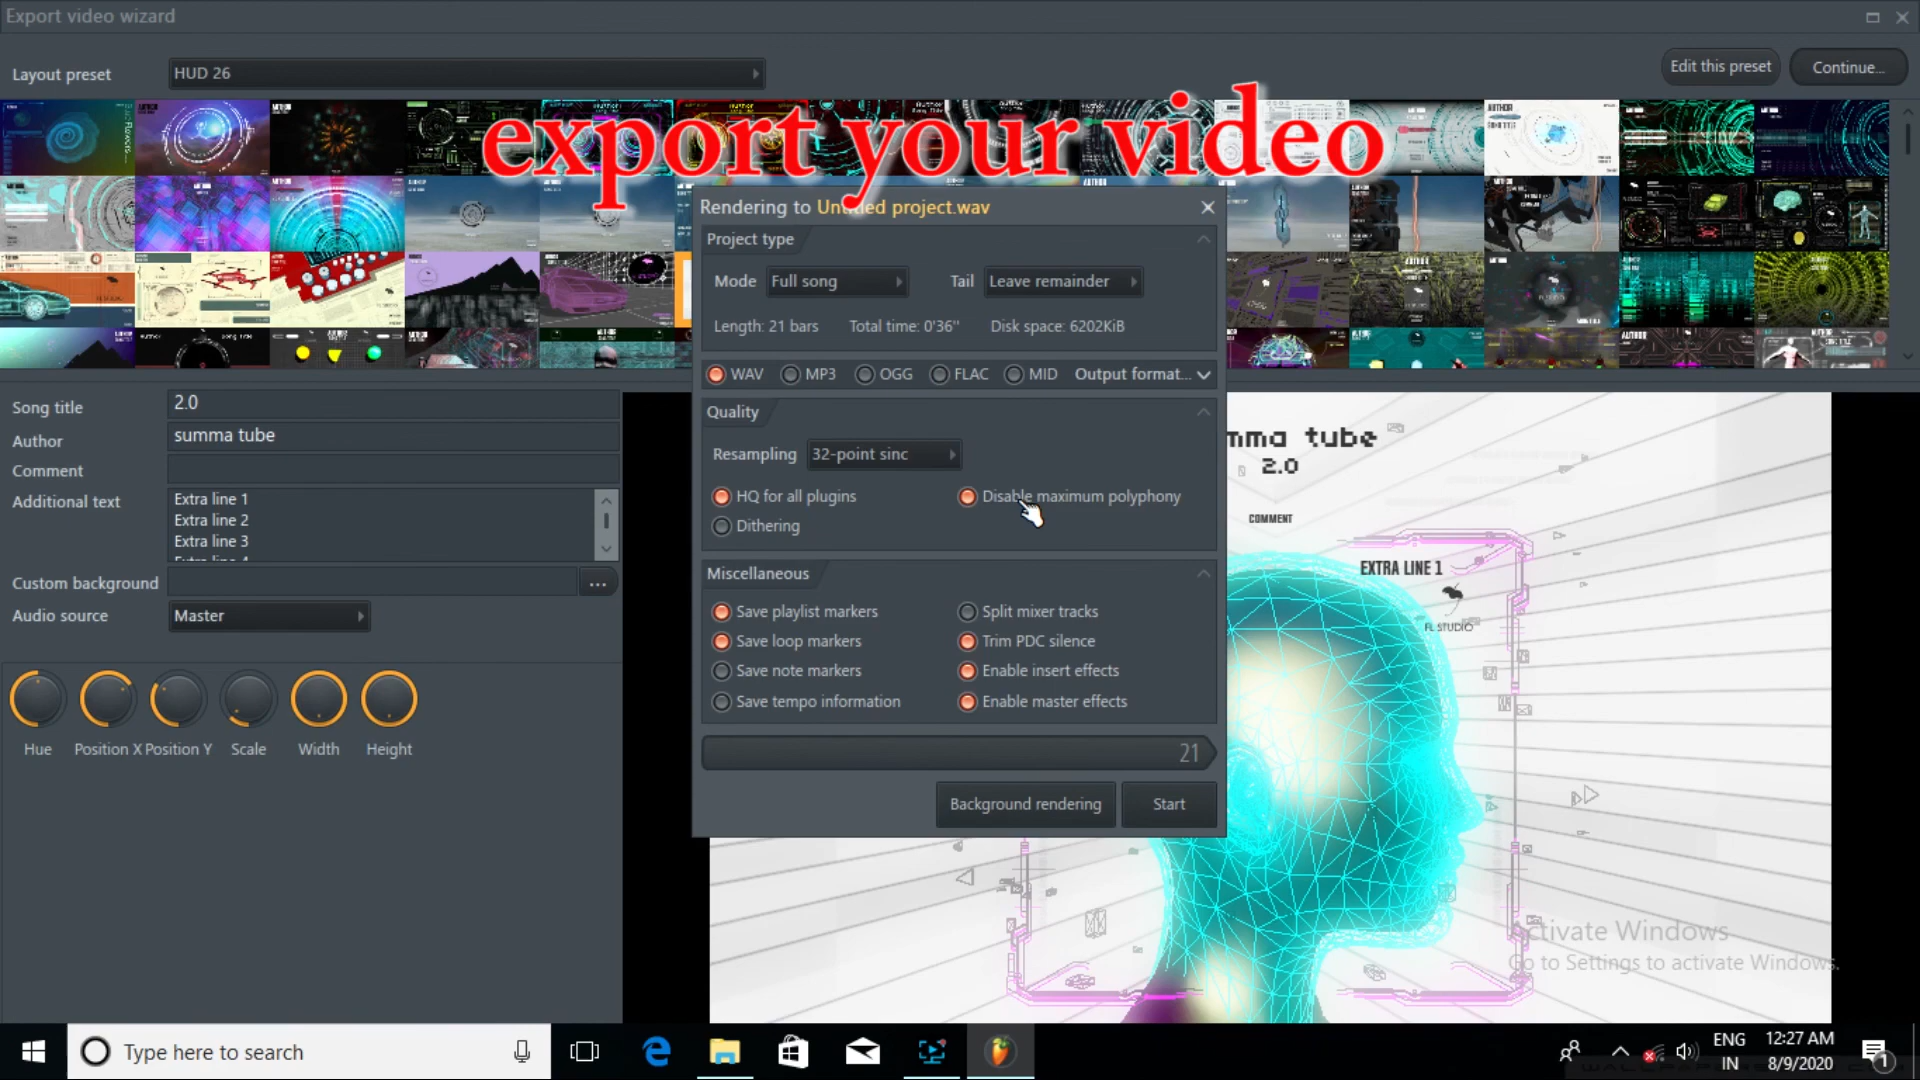 Export video wizard
Layout preset
HUD 26
Edit this preset
Continue...
export your video
Rendering to Untitled project.wav
Project type
Mode Full song Tail Leave remainder
Length: 21 bars Total time: 0'36'' Disk space: 6202KiB
WAV MP3 OGG FLAC MID Output format...
Quality
Resampling 32-point sinc
HQ for all plugins Disable maximum polyphony
Dithering
Miscellaneous
Save playlist markers Split mixer tracks
Save loop markers Trim PDC silence
Save note markers Enable insert effects
Save tempo information Enable master effects
21
Background rendering Start
Song title 2.0
Author summa tube
Comment
Additional text Extra line 1
Extra line 2
Extra line 3
Extra line 4
Custom background ...
Audio source Master
Hue Position X Position Y Scale Width Height
mma tube
2.0
COMMENT
EXTRA LINE 1
FL STUDIO
Activate Windows
Go to Settings to activate Windows.
Type here to search
ENG
IN
12:27 AM
8/9/2020
1